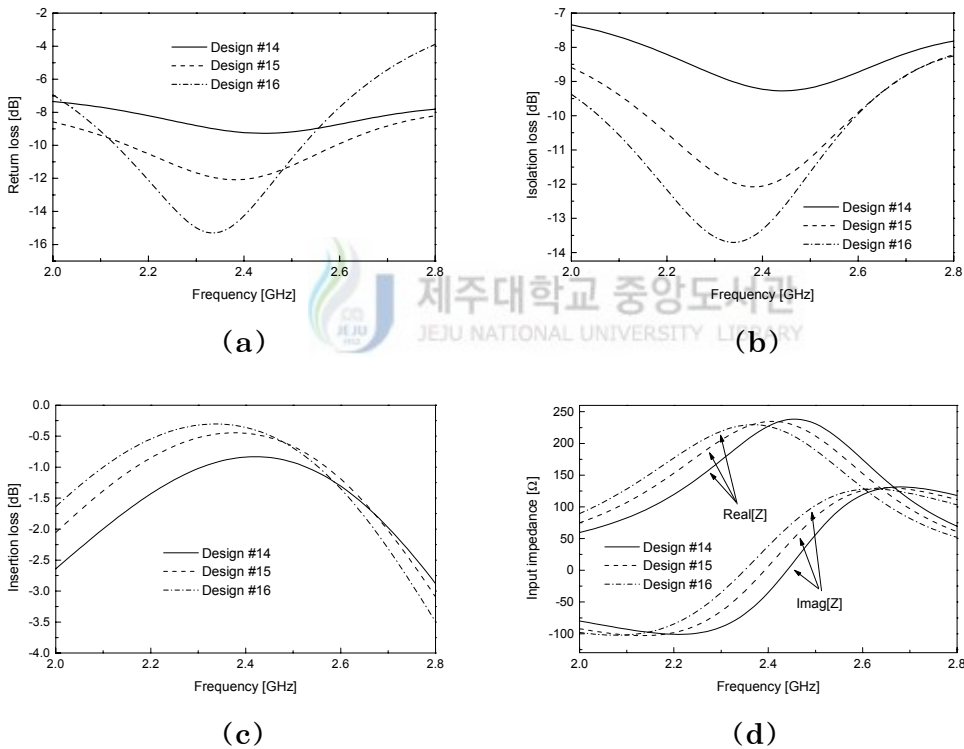 -2
-4
-6
-8
-10
-12
-14
-16
2.0
2.2
2.4
2.6
2.8
Return loss [dB]
Frequency [GHz]
Design #14
Design #15
Design #16
(a)
-7
-8
-9
-10
-11
-12
-13
-14
2.0
2.2
2.4
2.6
2.8
Isolation loss [dB]
Frequency [GHz]
Design #14
Design #15
Design #16
(b)
제주대학교 중앙도서관
JEJU NATIONAL UNIVERSITY LIBRARY
JEJU
1952
0.0
-0.5
-1.0
-1.5
-2.0
-2.5
-3.0
-3.5
-4.0
2.0
2.2
2.4
2.6
2.8
Insertion loss [dB]
Frequency [GHz]
Design #14
Design #15
Design #16
(c)
250
200
150
100
50
0
-50
-100
2.0
2.2
2.4
2.6
2.8
Input impedance [Ω]
Frequency [GHz]
Real[Z]
Imag[Z]
Design #14
Design #15
Design #16
(d)